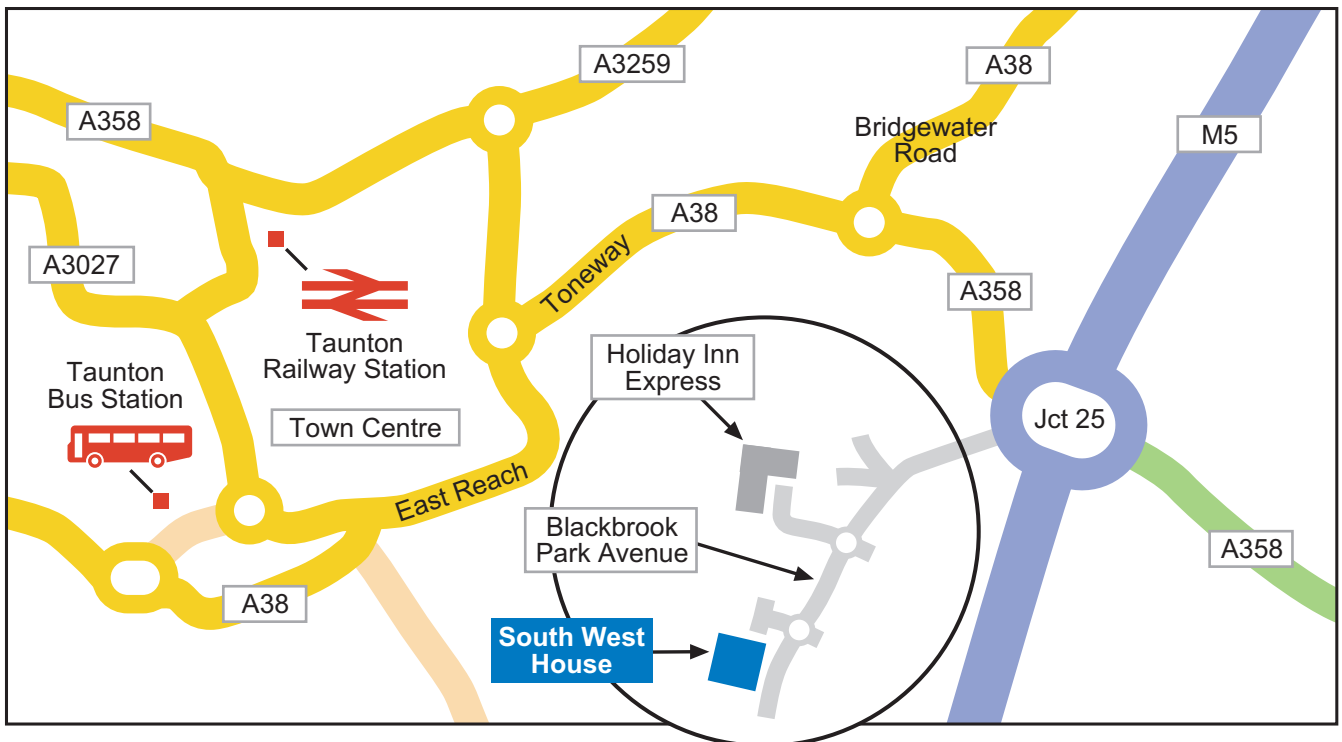 A3259
A38
A358
Bridgewater
Road
M5
A38
A3027
Toneway
A358
Taunton
Railway Station
Holiday Inn
Express
Taunton
Bus Station
Town Centre
Jct 25
East Reach
Blackbrook
Park Avenue
A358
A38
South West
House